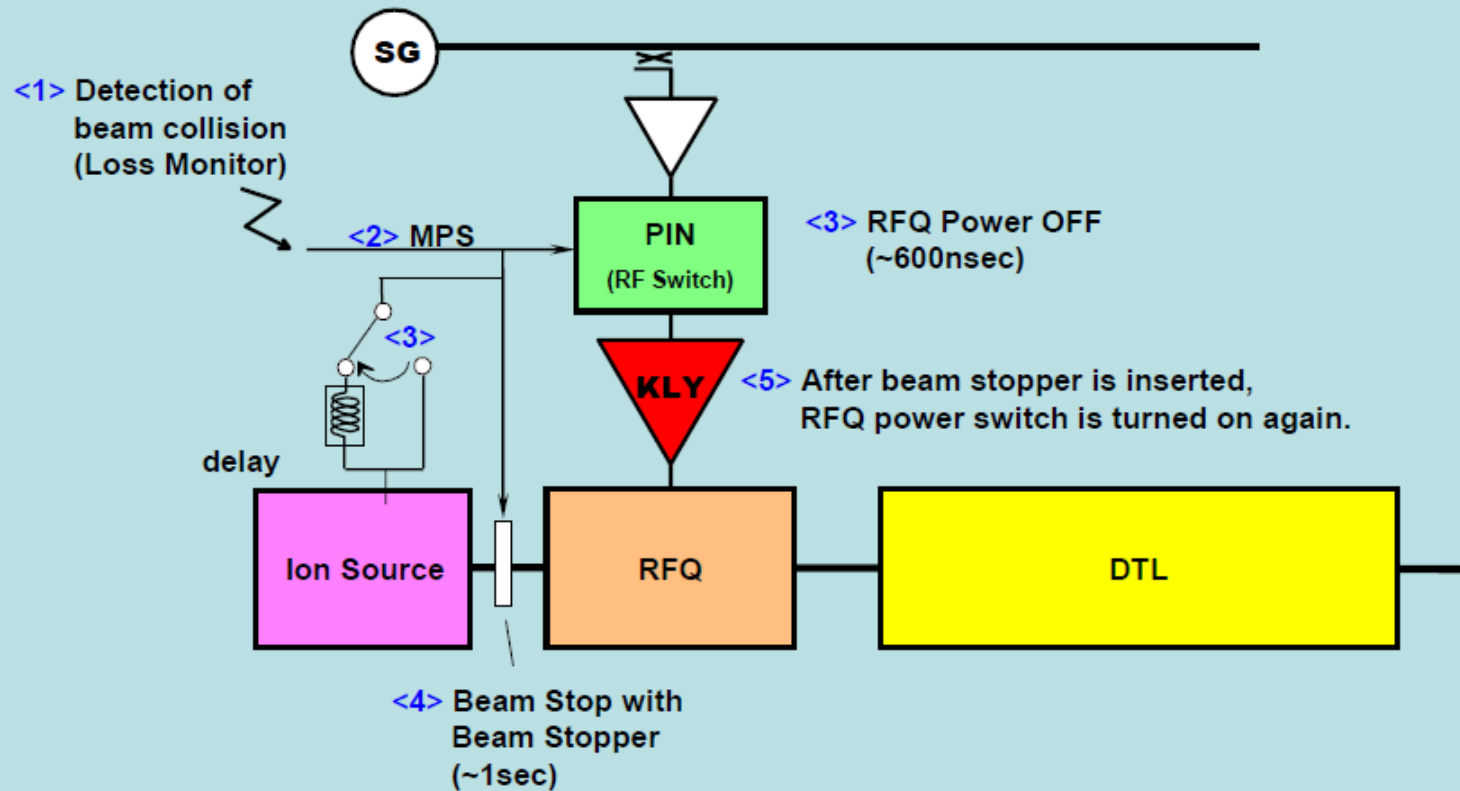 SG
<1> Detection of
beam collision
(Loss Monitor)
<2> MPS
PIN
(RF Switch)
<3> RFQ Power OFF
(~600nsec)
<3>
KLY
<5> After beam stopper is inserted,
RFQ power switch is turned on again.
delay
Ion Source
RFQ
DTL
<4> Beam Stop with
Beam Stopper
(~1sec)